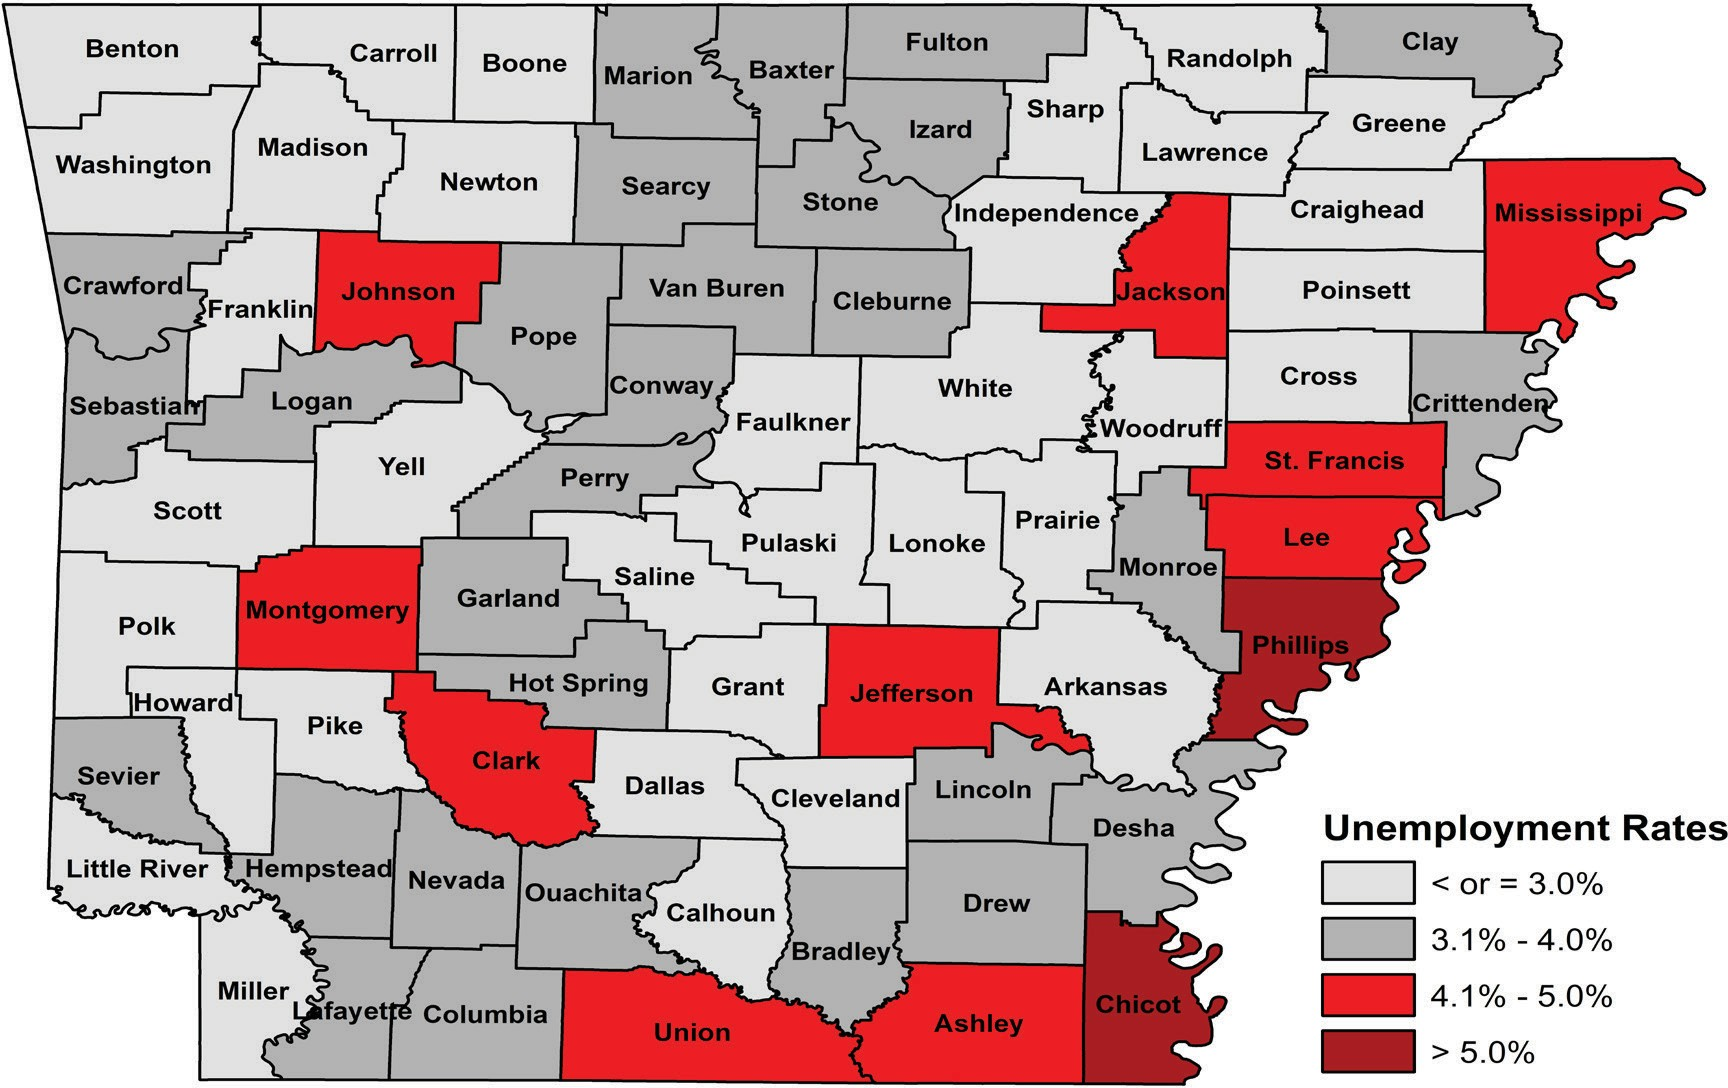 Benton
Carroll
Boone
Marion
Baxter
Fulton
Randolph
Clay
Washington
Madison
Newton
Searcy
Stone
Izard
Sharp
Lawrence
Greene
Independence
Craighead
Mississippi
Crawford
Franklin
Johnson
Pope
Van Buren
Cleburne
Jackson
Poinsett
Sebastian
Logan
Conway
Faulkner
White
Woodruff
Cross
Crittenden
Yell
Perry
St. Francis
Scott
Saline
Pulaski
Lonoke
Prairie
Monroe
Lee
Polk
Montgomery
Garland
Phillips
Howard
Pike
Hot Spring
Grant
Jefferson
Arkansas
Sevier
Clark
Dallas
Cleveland
Lincoln
Desha
Little River
Hempstead
Nevada
Ouachita
Calhoun
Bradley
Drew
Miller
Lafayette
Columbia
Union
Ashley
Chicot
Unemployment Rates
< or = 3.0%
3.1% - 4.0%
4.1% - 5.0%
> 5.0%